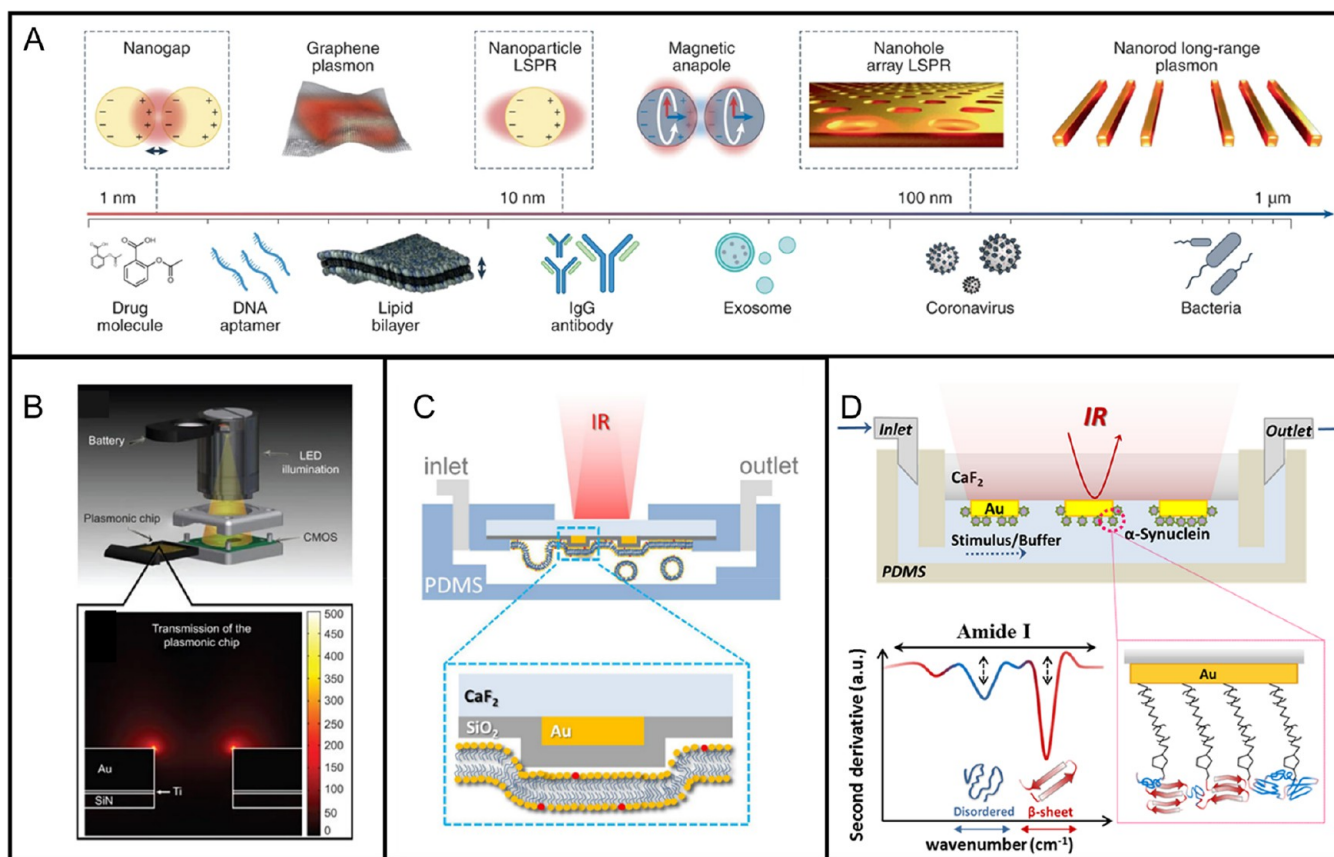 A
Nanogap
Graphene
plasmon
Nanoparticle
LSPR
Magnetic
anapole
Nanohole
array LSPR
Nanorod long-range
plasmon
1 nm
10 nm
100 nm
1 µm
OH
O
O
O
OH
O
O
O
Drug
molecule
DNA
aptamer
Lipid
bilayer
IgG
antibody
Exosome
Coronavirus
Bacteria
B
Battery
LED
illumination
Plasmonic chip
CMOS
Transmission of the
plasmonic chip
500
450
400
350
300
250
200
150
100
50
0
Au
Ti
SiN
C
IR
inlet
outlet
PDMS
CaF2
SiO2
Au
D
Inlet
IR
Outlet
CaF2
Au
α-Synuclein
Stimulus/Buffer
PDMS
Amide I
Second derivative (a.u.)
Disordered
β-sheet
wavenumber (cm-1)
Au